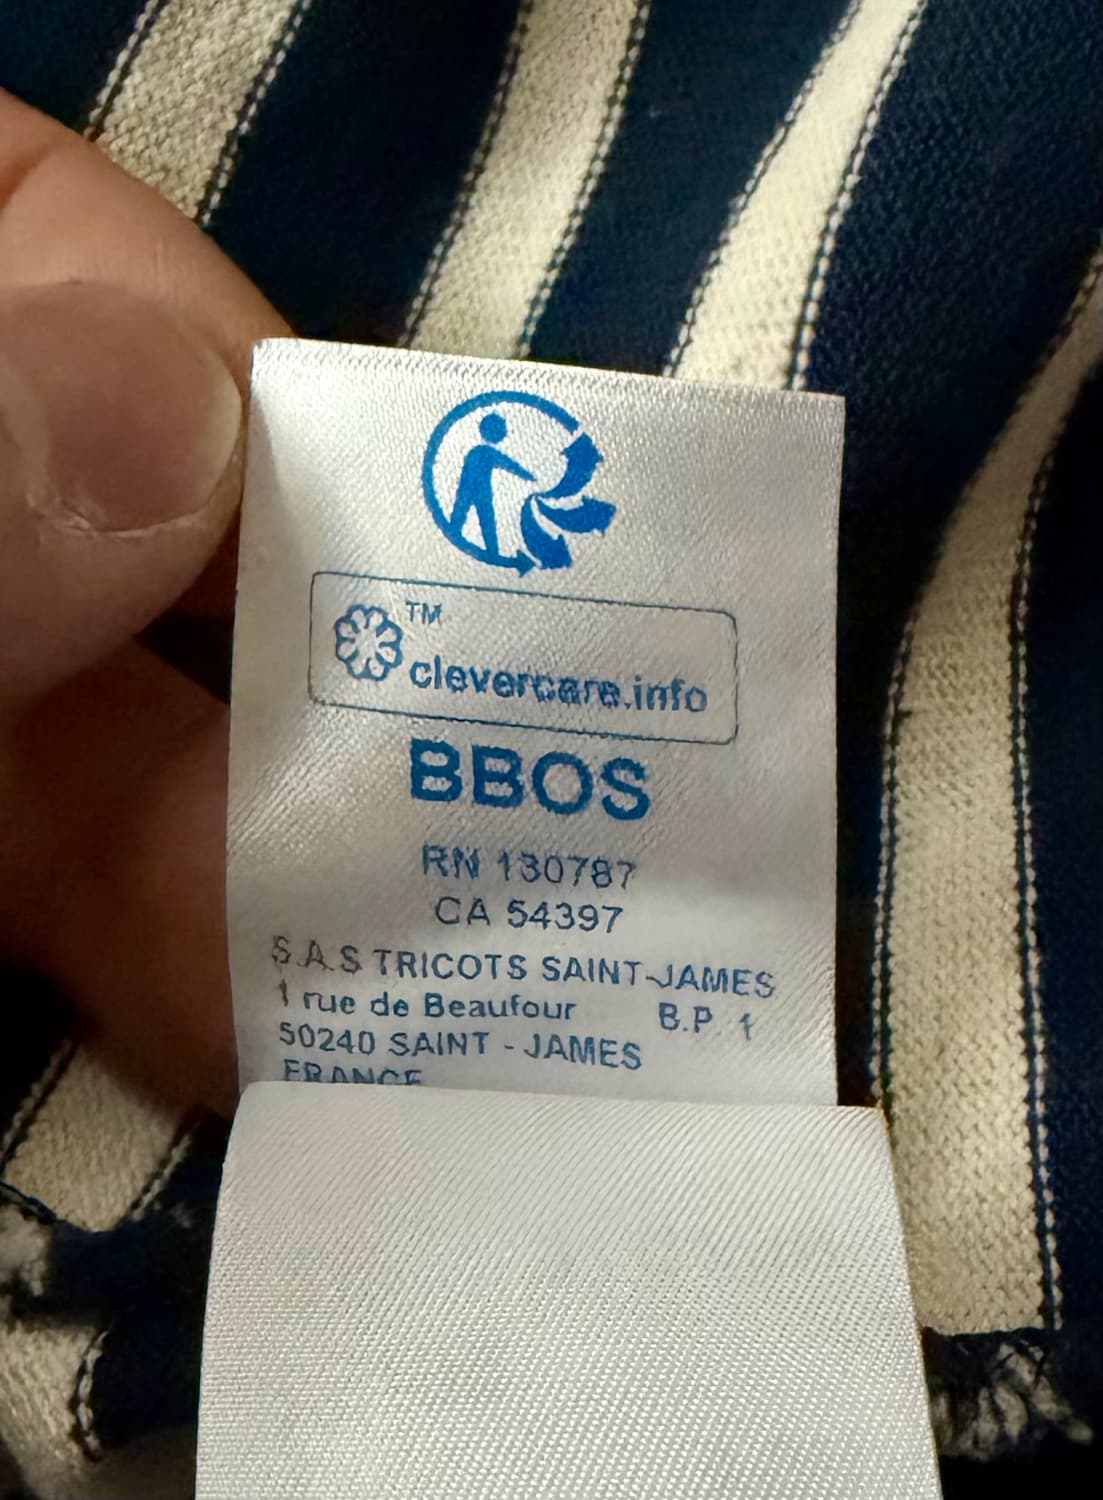 TM
clevercare.info
BBOS
RN 130787
CA 54397
S.A.S TRICOTS SAINT-JAMES
1 rue de Beaufour B.P. 1
50240 SAINT - JAMES
FRANCE